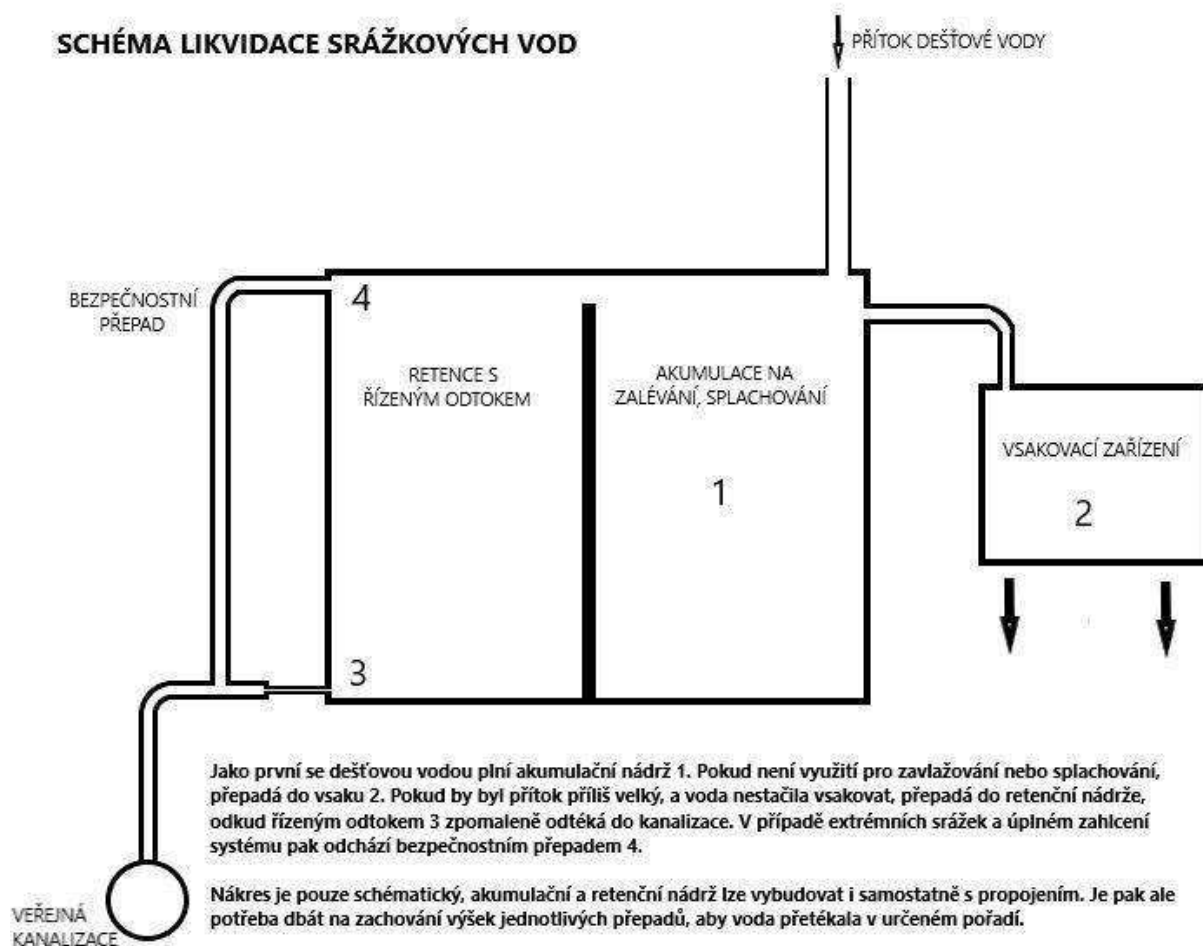 SCHÉMA LIKVIDACE SRÁŽKOVÝCH VOD
PŘÍTOK DEŠŤOVÉ VODY
BEZPEČNOSTNÍ
PŘEPAD
4
RETENCE S
ŘÍZENÝM ODTOKEM
AKUMULACE NA
ZALÉVÁNÍ, SPLACHOVÁNÍ
1
VSAKOVACÍ ZAŘÍZENÍ
2
3
Jako první se dešťovou vodou plní akumulační nádrž 1. Pokud není využití pro zavlažování nebo splachování,
přepadá do vsaku 2. Pokud by byl přítok příliš velký, a voda nestačila vsakovat, přepadá do retenční nádrže,
odkud řízeným odtokem 3 zpomaleně odtéká do kanalizace. V případě extrémních srážek a úplném zahlcení
systému pak odchází bezpečnostním přepadem 4.
Nákres je pouze schématický, akumulační a retenční nádrž lze vybudovat i samostatně s propojením. Je pak ale
potřeba dbát na zachování výšek jednotlivých přepadů, aby voda přetékala v určeném pořadí.
VEŘEJNÁ
KANALIZACE